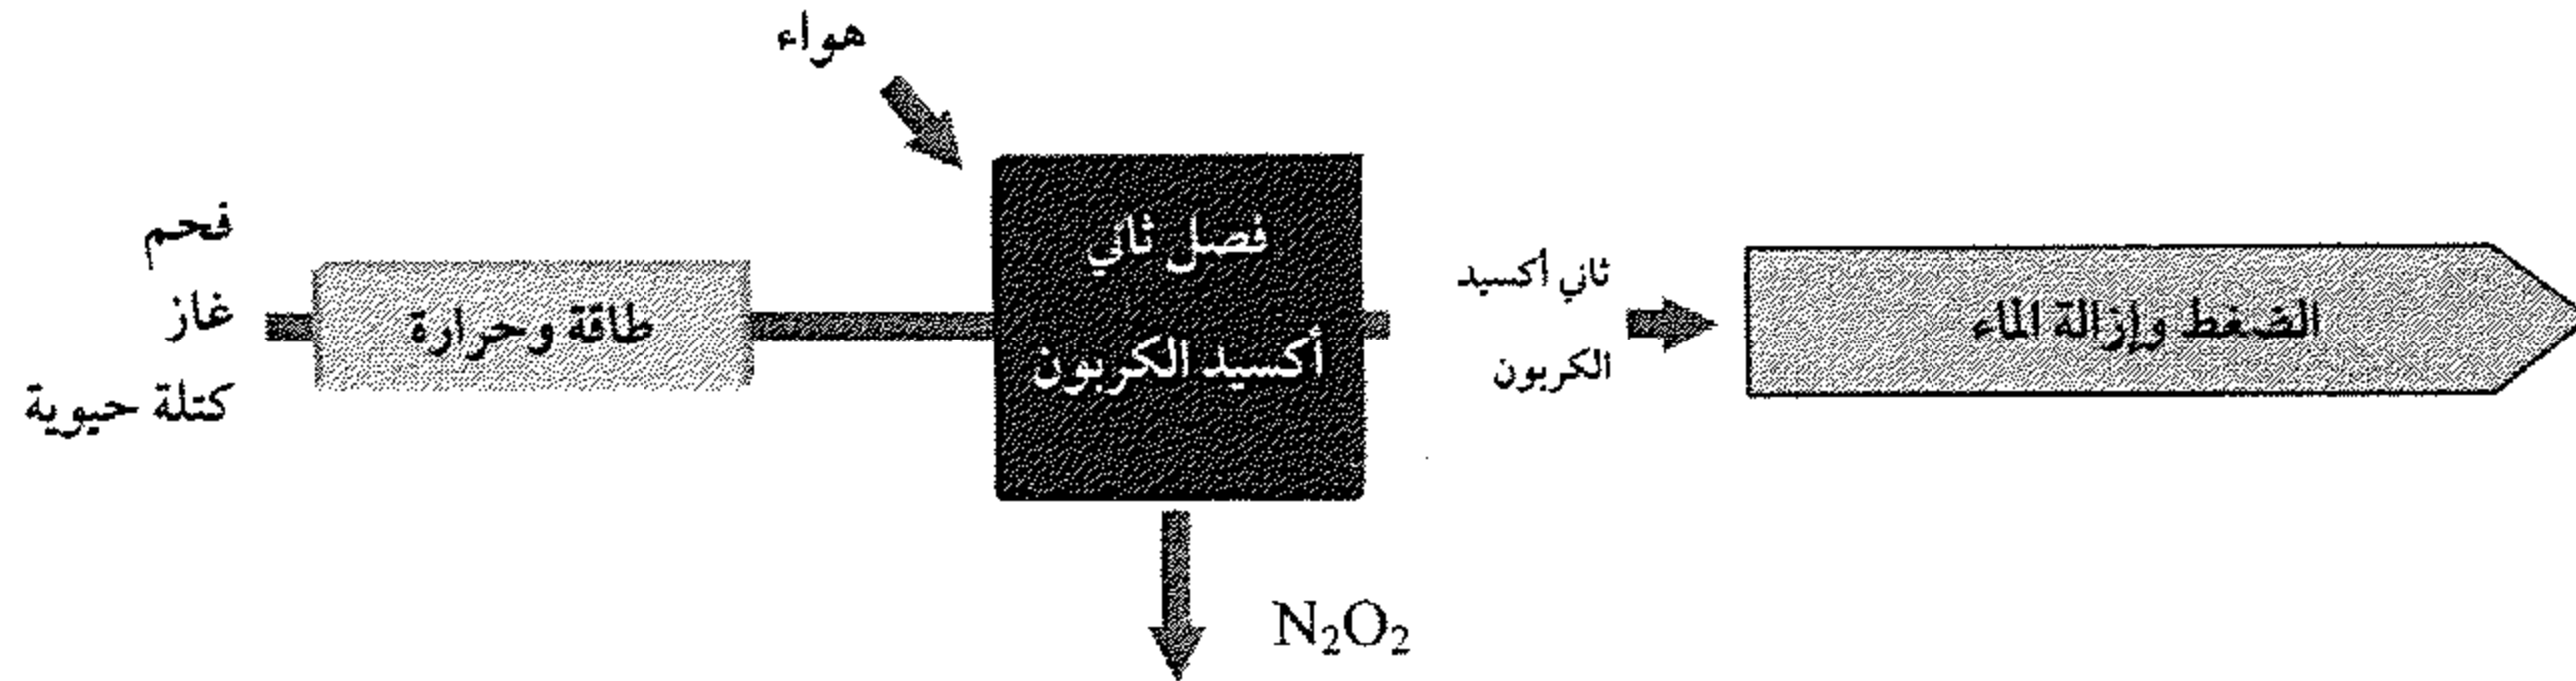 هواء
فحم
غاز
كتلة حيوية
طاقة وحرارة
فصل ثاني
أكسيد الكربون
ثاني أكسيد
الكربون
الضغط وإزالة الماء
N₂O₂